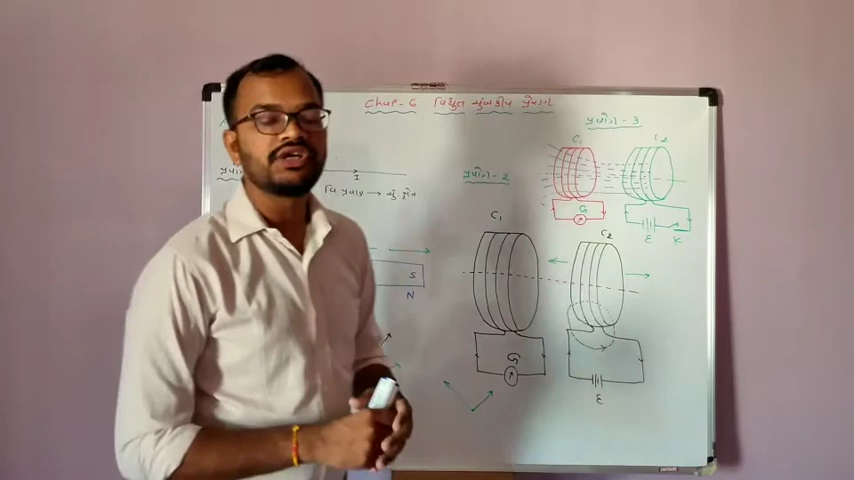 Chap-6 વિદ્યુત ચુંબકીય પ્રેરણ
પ્રયોગ-3
C₁ C₂
G
ε K
I
વિ પ્રવાહ → ચું ક્ષેત્ર
પ્રયોગ-2
C₁
C₂
S
N
G
ε